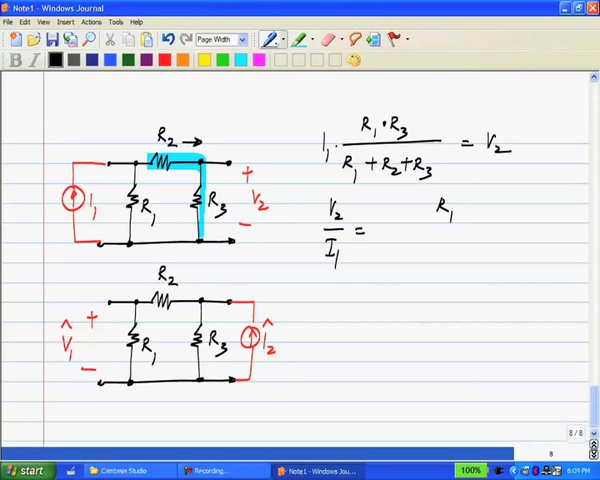 Note1 - Windows Journal
File Edit View Insert Actions Tools Help
Page Width
B I
R₂ →
I₁
R₁
R₃
+
V₂
−
I₁ · R₁ · R₃ / R₁ + R₂ + R₃ = V₂
V₂ / I₁ = R₁
R₂
+
V̂₁
−
R₁
R₃
Î₂
8/8
8
start
Camtasia Studio
Recording...
Note1 - Windows Jour...
100%
6:09 PM